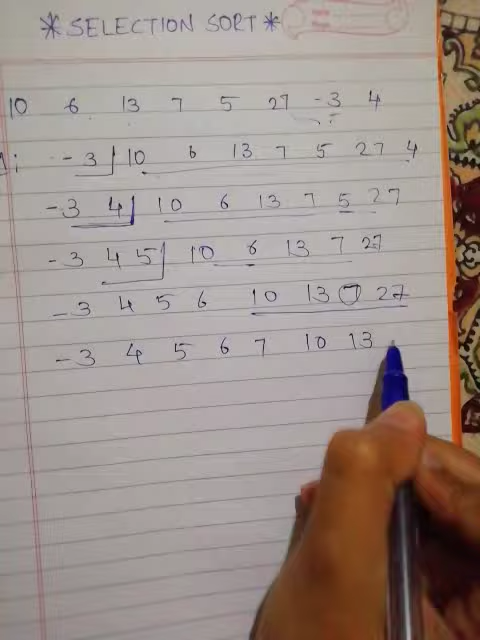 *SELECTION SORT*
10 6 13 7 5 27 -3 4
-3 10 6 13 7 5 27 4
-3 4 10 6 13 7 5 27
-3 4 5 10 6 13 7 27
-3 4 5 6 10 13 7 27
-3 4 5 6 7 10 13